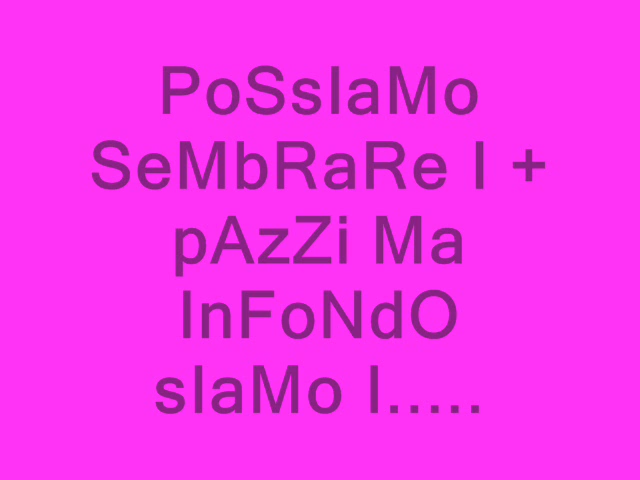 PoSsIaMo
SeMbRaRe I +
pAzZi Ma
InFoNdO
sIaMo I.....